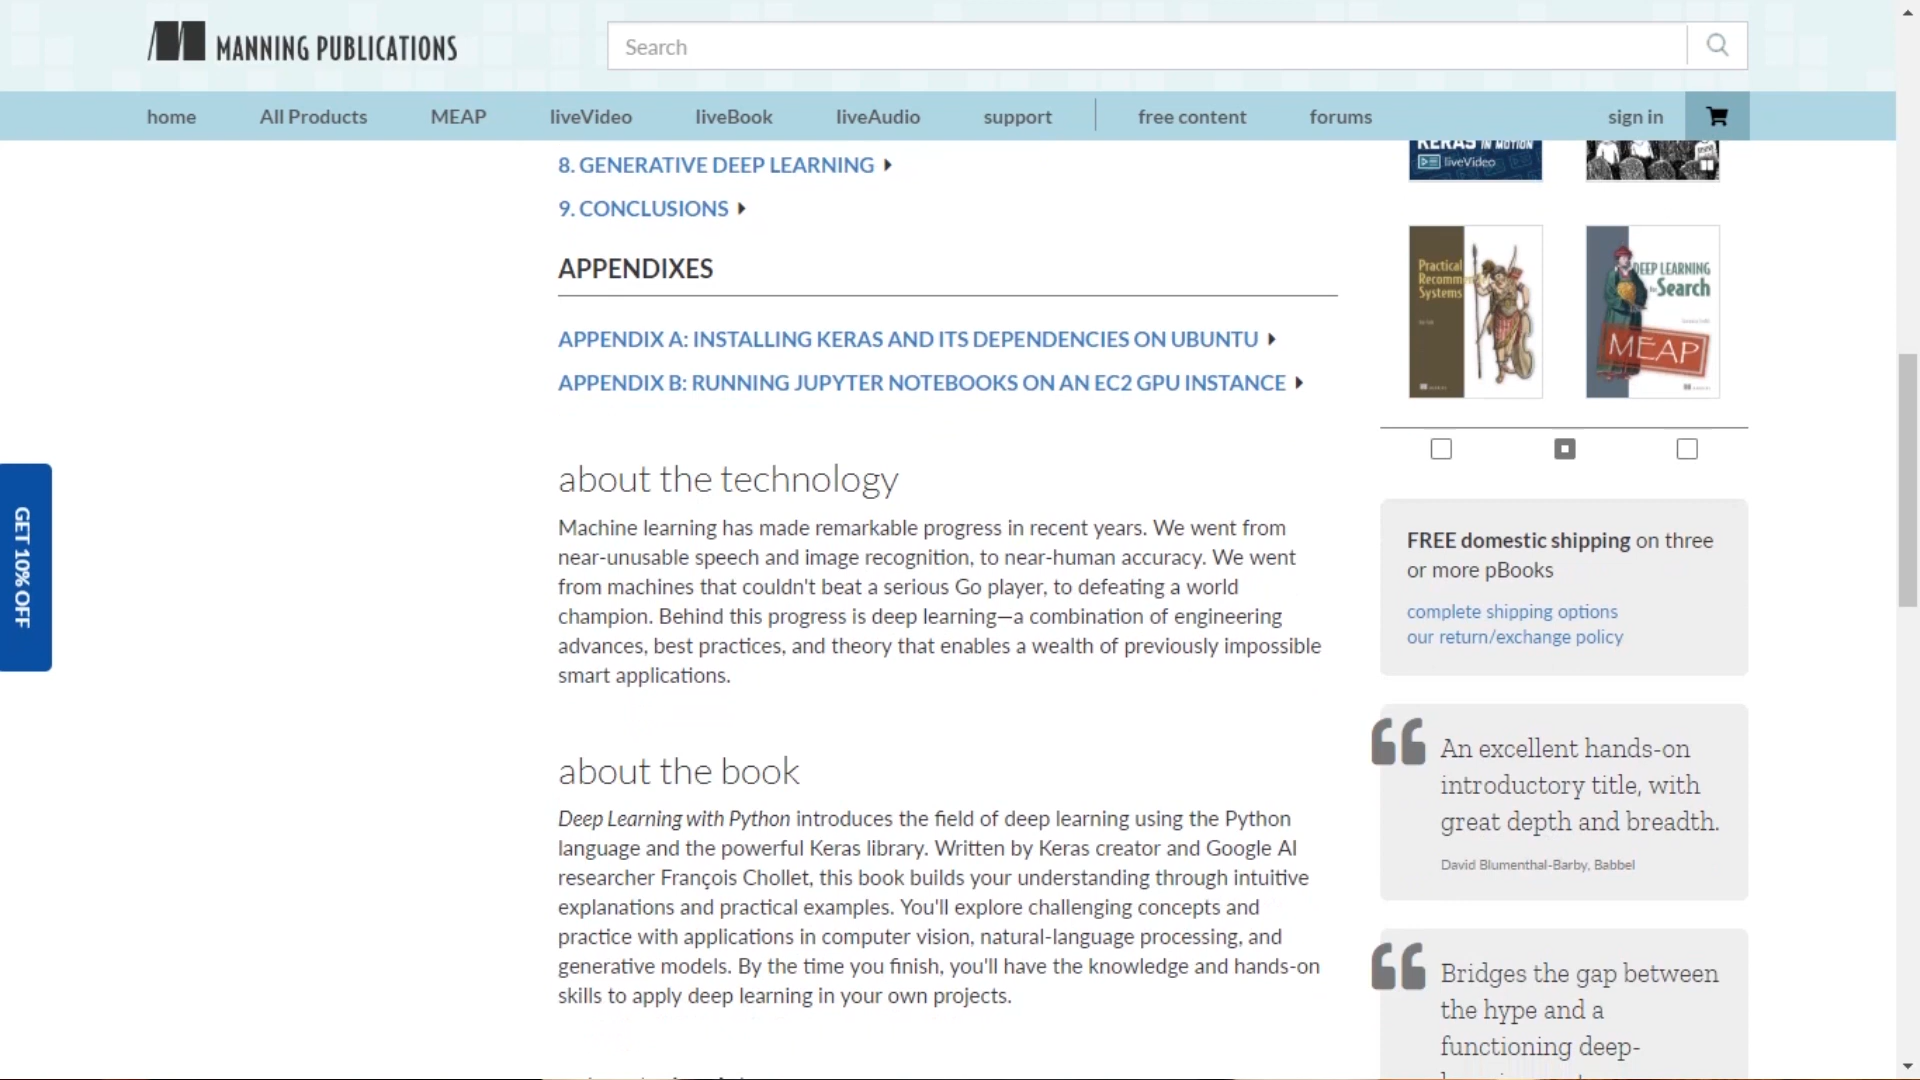 MANNING PUBLICATIONS
Search
home
All Products
MEAP
liveVideo
liveBook
liveAudio
support
free content
forums
sign in
8. GENERATIVE DEEP LEARNING
9. CONCLUSIONS
APPENDIXES
APPENDIX A: INSTALLING KERAS AND ITS DEPENDENCIES ON UBUNTU
APPENDIX B: RUNNING JUPYTER NOTEBOOKS ON AN EC2 GPU INSTANCE
about the technology
Machine learning has made remarkable progress in recent years. We went from
near-unusable speech and image recognition, to near-human accuracy. We went
from machines that couldn't beat a serious Go player, to defeating a world
champion. Behind this progress is deep learning—a combination of engineering
advances, best practices, and theory that enables a wealth of previously impossible
smart applications.
about the book
Deep Learning with Python introduces the field of deep learning using the Python
language and the powerful Keras library. Written by Keras creator and Google AI
researcher François Chollet, this book builds your understanding through intuitive
explanations and practical examples. You'll explore challenging concepts and
practice with applications in computer vision, natural-language processing, and
generative models. By the time you finish, you'll have the knowledge and hands-on
skills to apply deep learning in your own projects.
GET 10% OFF
KERAS IN MOTION
liveVideo
Practical
Recomm
Systems
DEEP LEARNING
for Search
MEAP
FREE domestic shipping on three
or more pBooks
complete shipping options
our return/exchange policy
An excellent hands-on
introductory title, with
great depth and breadth.
David Blumenthal-Barby, Babbel
Bridges the gap between
the hype and a
functioning deep-